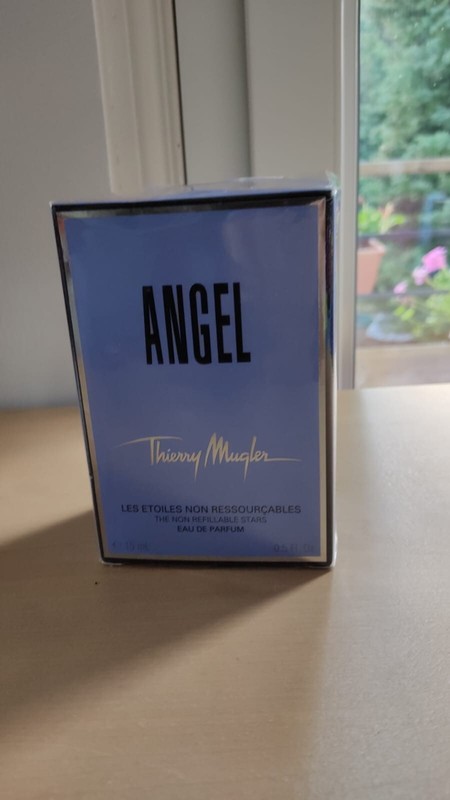 ANGEL
Thierry Mugler
LES ETOILES NON RESSOURÇABLES
THE NON REFILLABLE STARS
EAU DE PARFUM